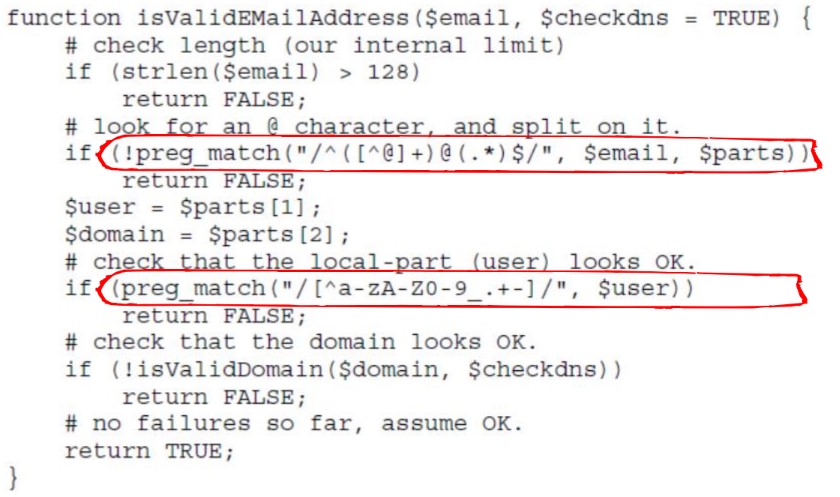 function isValidEMailAddress($email, $checkdns = TRUE) {
    # check length (our internal limit)
    if (strlen($email) > 128)
        return FALSE;
    # look for an @ character, and split on it.
    if (!preg_match("/^([^@]+)@(.*)$/", $email, $parts))
        return FALSE;
    $user = $parts[1];
    $domain = $parts[2];
    # check that the local-part (user) looks OK.
    if (preg_match("/[^a-zA-Z0-9_.+-]/", $user))
        return FALSE;
    # check that the domain looks OK.
    if (!isValidDomain($domain, $checkdns))
        return FALSE;
    # no failures so far, assume OK.
    return TRUE;
}